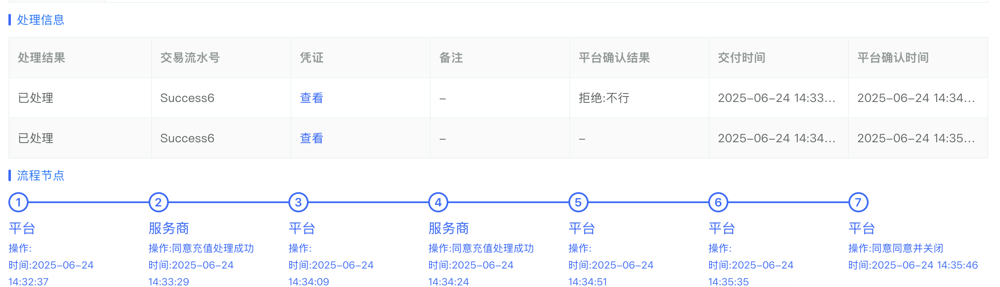 处理信息
处理结果 交易流水号 凭证 备注 平台确认结果 交付时间 平台确认时间
已处理 Success6 查看 – 拒绝:不行 2025–06–24 14:33... 2025–06–24 14:34...
已处理 Success6 查看 – – 2025–06–24 14:34... 2025–06–24 14:35...
流程节点
1 2 3 4 5 6 7
平台 服务商 平台 服务商 平台 平台 平台
操作: 操作:同意充值处理成功 操作: 操作:同意充值处理成功 操作: 操作: 操作:同意同意并关闭
时间:2025–06–24 时间:2025–06–24 时间:2025–06–24 时间:2025–06–24 时间:2025–06–24 时间:2025–06–24 时间:2025–06–24 14:35:46
14:32:37 14:33:29 14:34:09 14:34:24 14:34:51 14:35:35